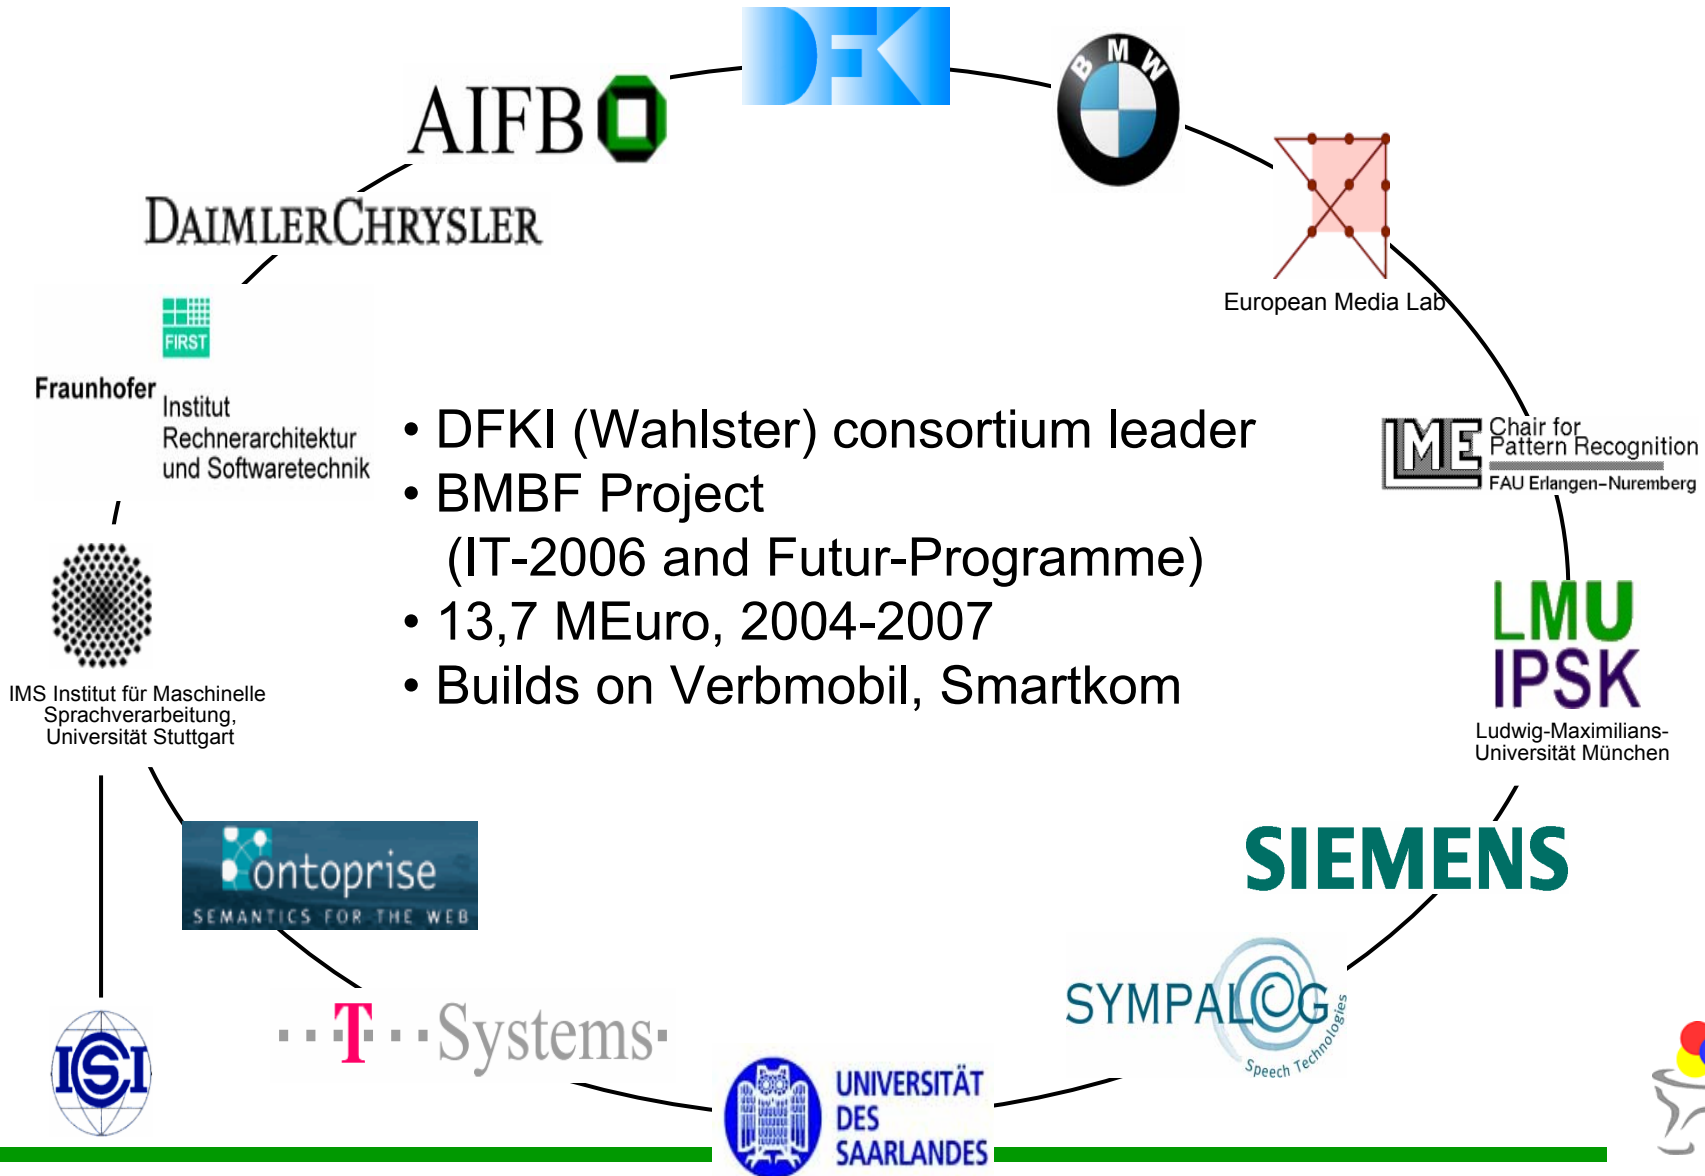 DFKI
BMW
AIFB
DAIMLERCHRYSLER
European Media Lab
FIRST
Fraunhofer
Institut
Rechnerarchitektur
und Softwaretechnik
• DFKI (Wahlster) consortium leader
• BMBF Project
(IT-2006 and Futur-Programme)
• 13,7 MEuro, 2004-2007
• Builds on Verbmobil, Smartkom
LME
Chair for
Pattern Recognition
FAU Erlangen-Nuremberg
IMS Institut für Maschinelle
Sprachverarbeitung,
Universität Stuttgart
LMU
IPSK
Ludwig-Maximilians-
Universität München
ontoprise
SEMANTICS FOR THE WEB
SIEMENS
ICSI
···T···Systems·
SYMPALOG
Speech Technologies
UNIVERSITÄT
DES
SAARLANDES